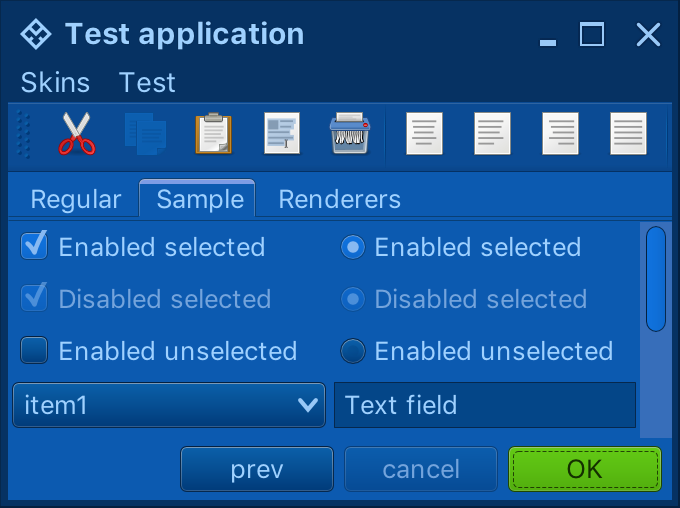 Test application
Skins Test
Regular Sample Renderers
Enabled selected Enabled selected
Disabled selected Disabled selected
Enabled unselected Enabled unselected
item1 Text field
prev cancel OK